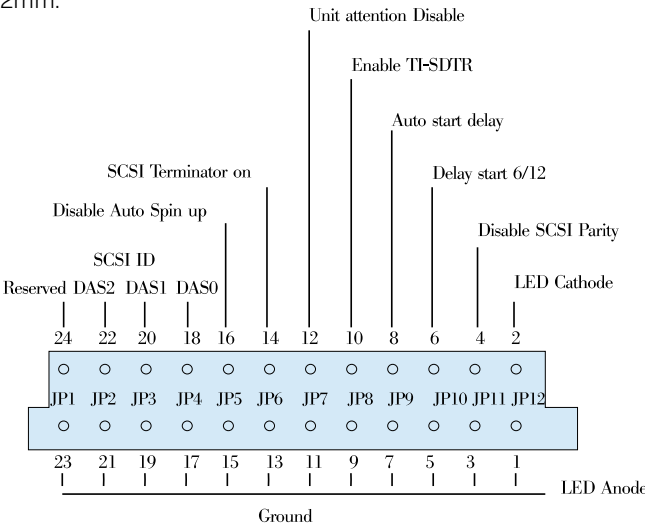 2mm.
Unit attention Disable
Enable TI-SDTR
Auto start delay
SCSI Terminator on
Delay start 6/12
Disable Auto Spin up
Disable SCSI Parity
SCSI ID
LED Cathode
Reserved DAS2 DAS1 DAS0
24 22 20 18 16 14 12 10 8 6 4 2
JP1 JP2 JP3 JP4 JP5 JP6 JP7 JP8 JP9 JP10 JP11 JP12
23 21 19 17 15 13 11 9 7 5 3 1
LED Anode
Ground